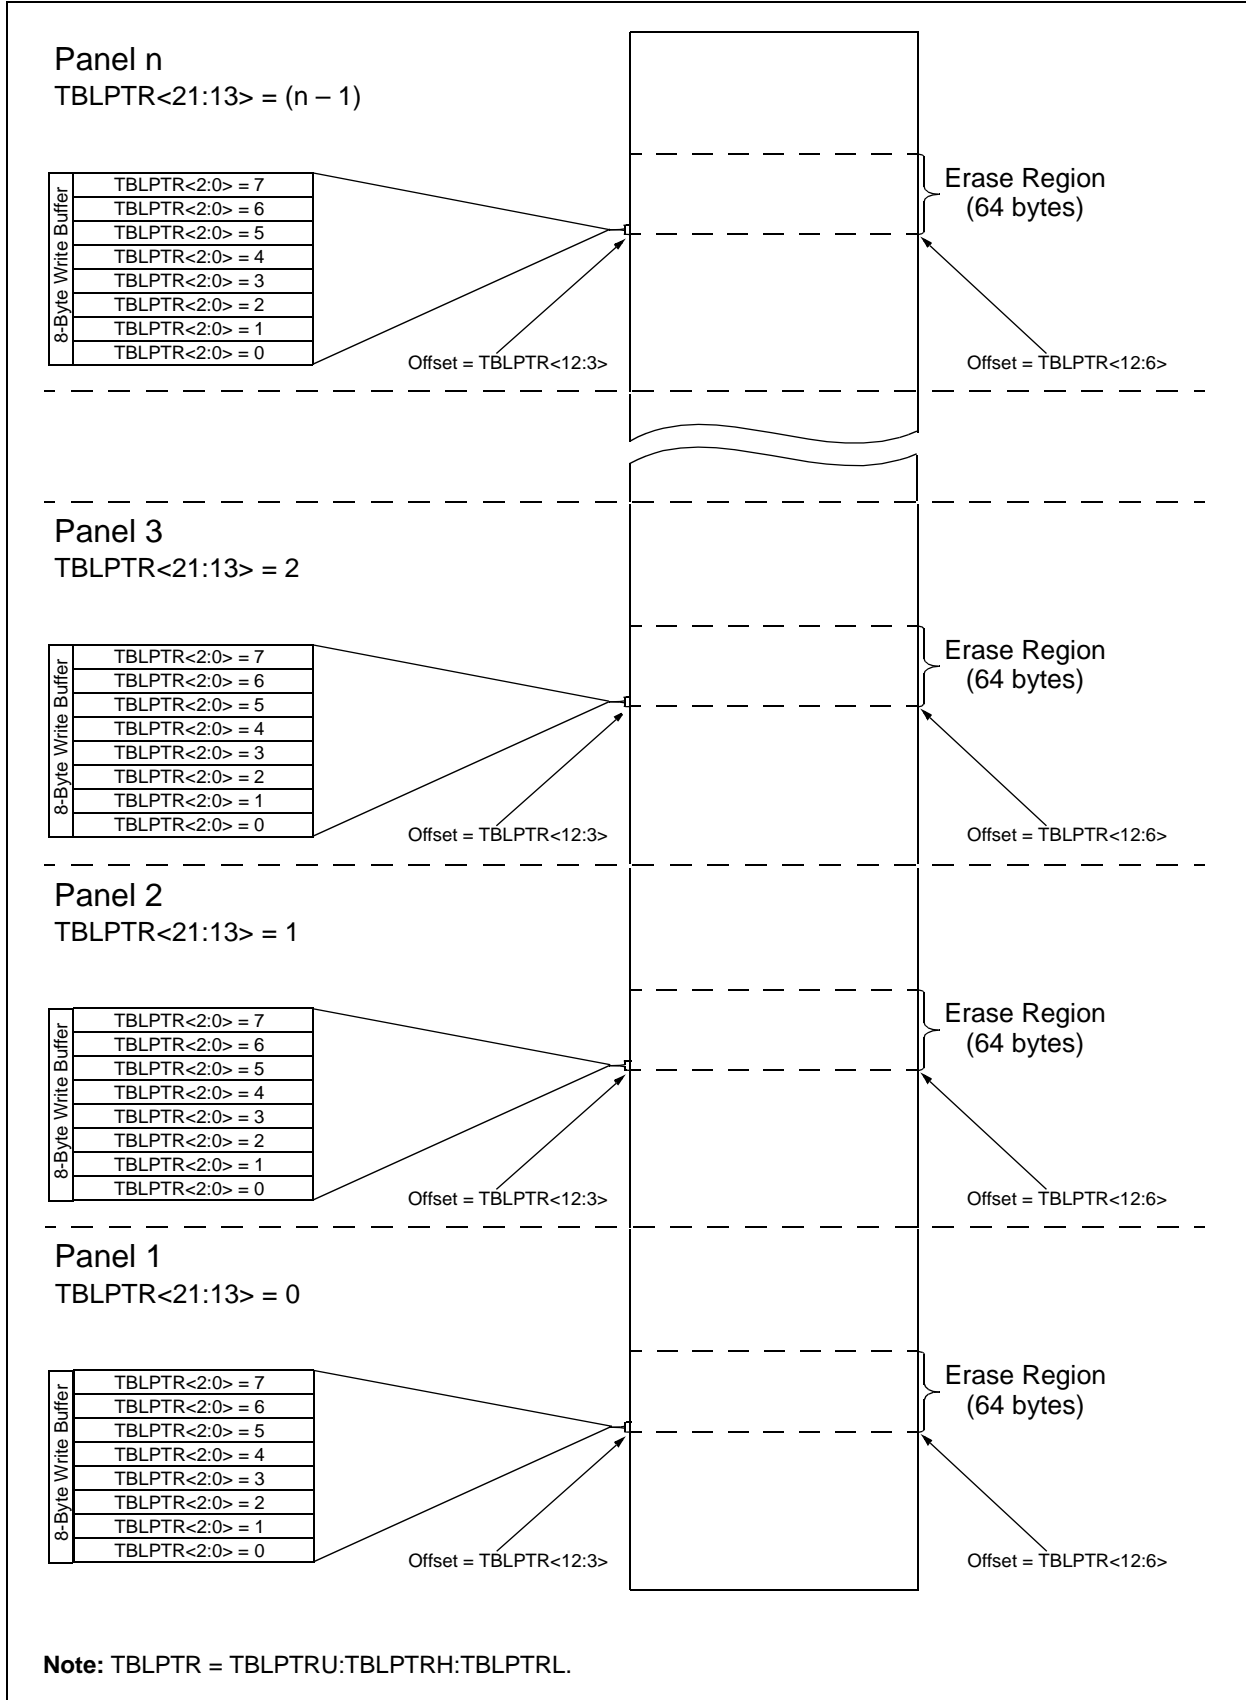 Panel n
TBLPTR<21:13> = (n – 1)
8-Byte Write Buffer
TBLPTR<2:0> = 7
TBLPTR<2:0> = 6
TBLPTR<2:0> = 5
TBLPTR<2:0> = 4
TBLPTR<2:0> = 3
TBLPTR<2:0> = 2
TBLPTR<2:0> = 1
TBLPTR<2:0> = 0
Offset = TBLPTR<12:3>
Erase Region
(64 bytes)
Offset = TBLPTR<12:6>
Panel 3
TBLPTR<21:13> = 2
8-Byte Write Buffer
TBLPTR<2:0> = 7
TBLPTR<2:0> = 6
TBLPTR<2:0> = 5
TBLPTR<2:0> = 4
TBLPTR<2:0> = 3
TBLPTR<2:0> = 2
TBLPTR<2:0> = 1
TBLPTR<2:0> = 0
Offset = TBLPTR<12:3>
Erase Region
(64 bytes)
Offset = TBLPTR<12:6>
Panel 2
TBLPTR<21:13> = 1
8-Byte Write Buffer
TBLPTR<2:0> = 7
TBLPTR<2:0> = 6
TBLPTR<2:0> = 5
TBLPTR<2:0> = 4
TBLPTR<2:0> = 3
TBLPTR<2:0> = 2
TBLPTR<2:0> = 1
TBLPTR<2:0> = 0
Offset = TBLPTR<12:3>
Erase Region
(64 bytes)
Offset = TBLPTR<12:6>
Panel 1
TBLPTR<21:13> = 0
8-Byte Write Buffer
TBLPTR<2:0> = 7
TBLPTR<2:0> = 6
TBLPTR<2:0> = 5
TBLPTR<2:0> = 4
TBLPTR<2:0> = 3
TBLPTR<2:0> = 2
TBLPTR<2:0> = 1
TBLPTR<2:0> = 0
Offset = TBLPTR<12:3>
Erase Region
(64 bytes)
Offset = TBLPTR<12:6>
Note: TBLPTR = TBLPTRU:TBLPTRH:TBLPTRL.